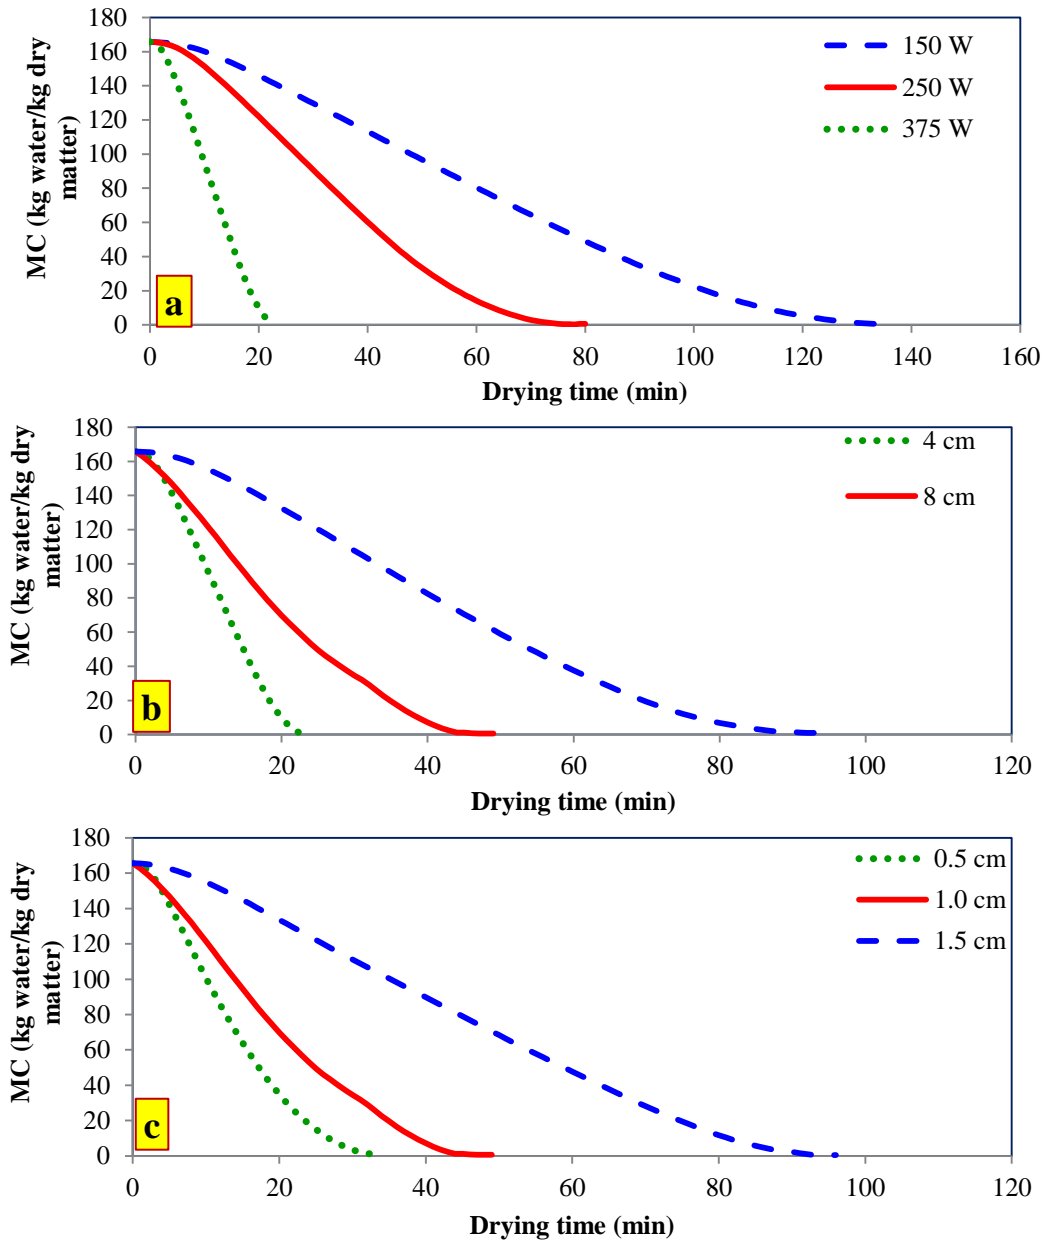 180
160
140
120
100
80
60
40
20
0
MC (kg water/kg dry
matter)
150 W
250 W
375 W
a
0 20 40 60 80 100 120 140 160
Drying time (min)
180
160
140
120
100
80
60
40
20
0
MC (kg water/kg dry
matter)
4 cm
8 cm
b
0 20 40 60 80 100 120
Drying time (min)
180
160
140
120
100
80
60
40
20
0
MC (kg water/kg dry
matter)
0.5 cm
1.0 cm
1.5 cm
c
0 20 40 60 80 100 120
Drying time (min)